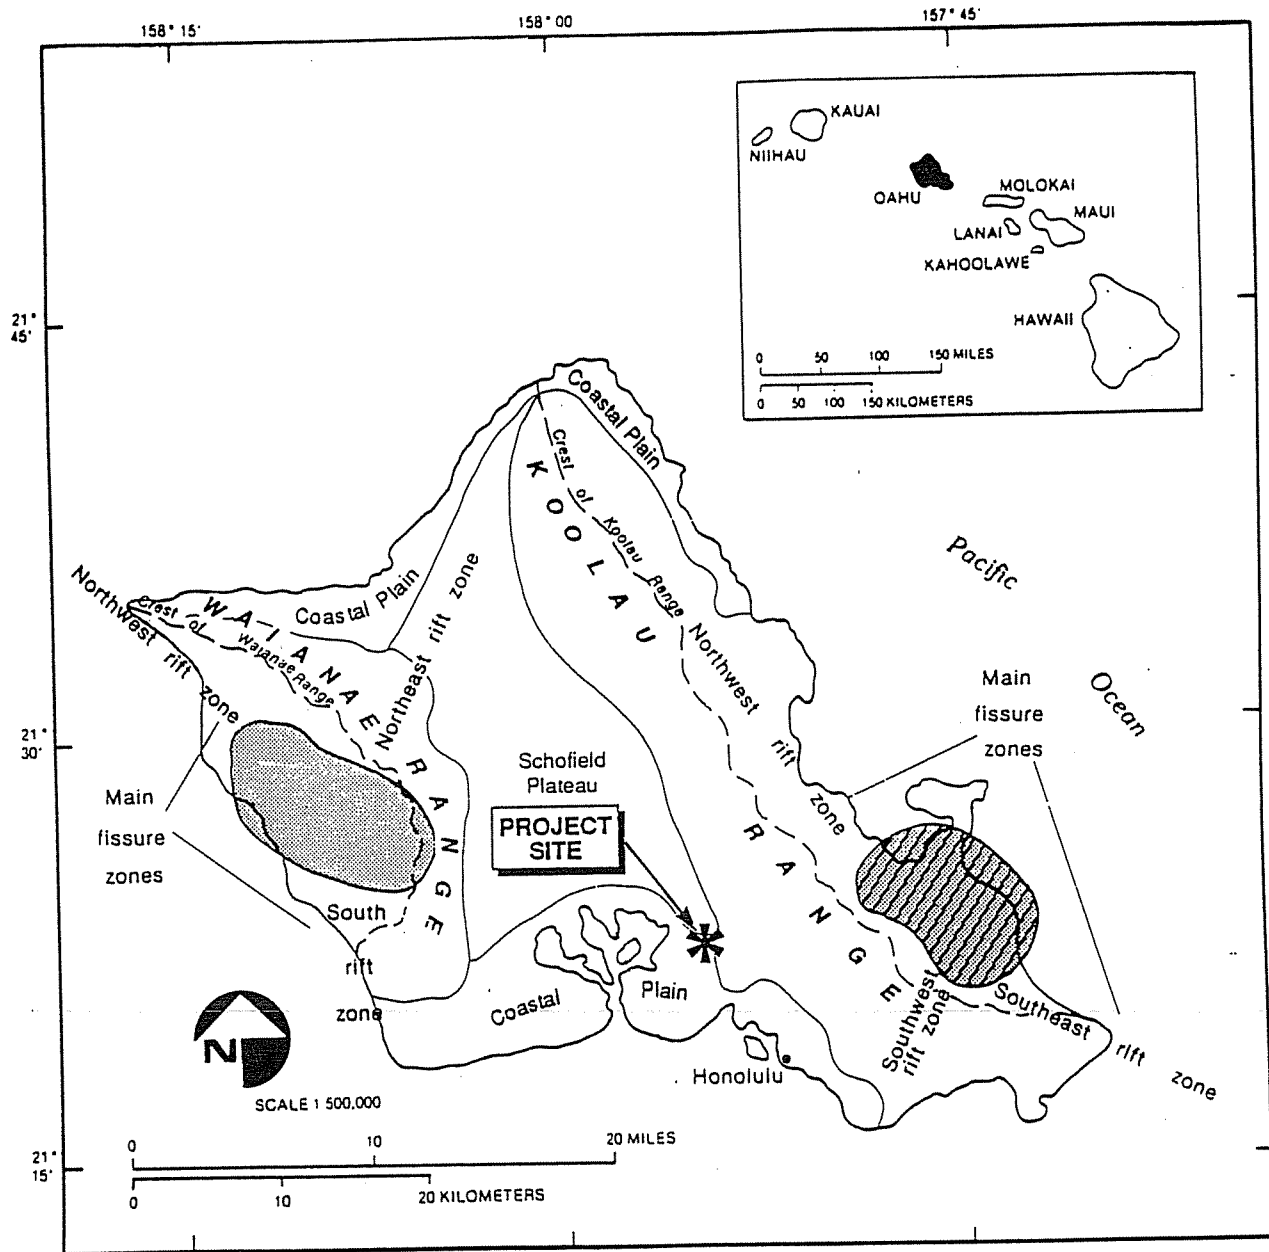 158° 15'
158° 00
157° 45'
KAUAI
NIIHAU
OAHU
MOLOKAI
LANAI
MAUI
KAHOOLAWE
HAWAII
0 50 100 150 MILES
0 50 100 150 KILOMETERS
21°
45'
Coastal Plain
Crest of Koolau Range
KOOLAU
RANGE
Pacific
Ocean
Northwest rift zone
Crest of Waianae Range
WAIANAE
RANGE
Coastal Plain
Northeast rift zone
Northwest rift zone
Main
fissure
zones
21°
30'
Schofield
Plateau
PROJECT
SITE
Main
fissure
zones
South
rift
zone
Coastal Plain
Southwest
rift zone
Southeast rift zone
Honolulu
N
SCALE 1 500,000
0 10 20 MILES
0 10 20 KILOMETERS
21°
15'